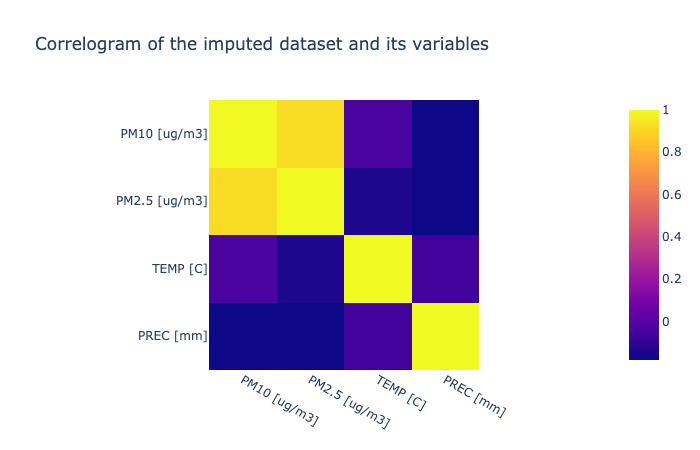 Correlogram of the imputed dataset and its variables
PM10 [ug/m3]
PM2.5 [ug/m3]
TEMP [C]
PREC [mm]
PM10 [ug/m3]
PM2.5 [ug/m3]
TEMP [C]
PREC [mm]
1
0.8
0.6
0.4
0.2
0